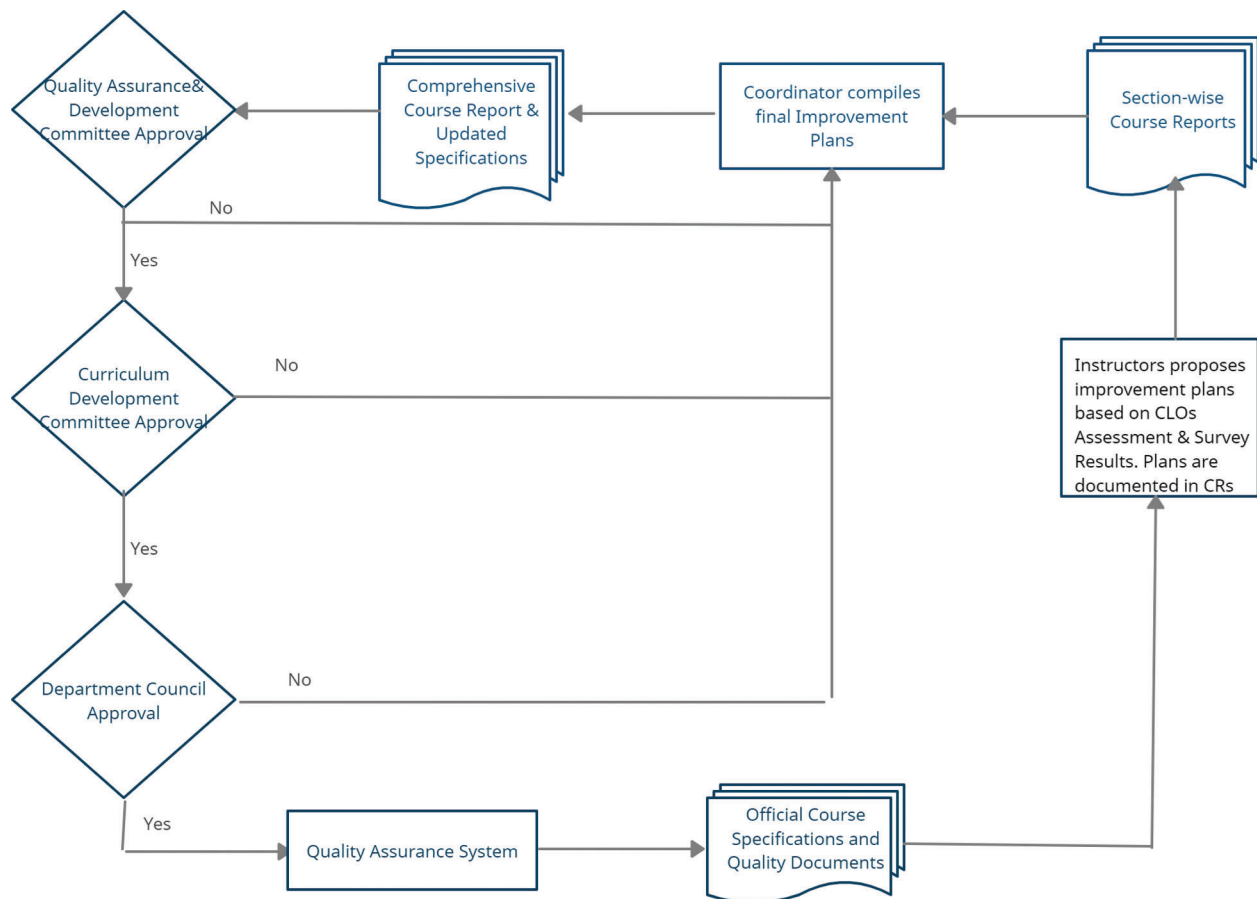 Quality Assurance&
Development
Committee Approval
Comprehensive
Course Report &
Updated
Specifications
Coordinator compiles
final Improvement
Plans
Section-wise
Course Reports
No
Yes
Curriculum
Development
Committee Approval
No
Instructors proposes
improvement plans
based on CLOs
Assessment & Survey
Results. Plans are
documented in CRs
Yes
Department Council
Approval
No
Yes
Quality Assurance System
Official Course
Specifications and
Quality Documents